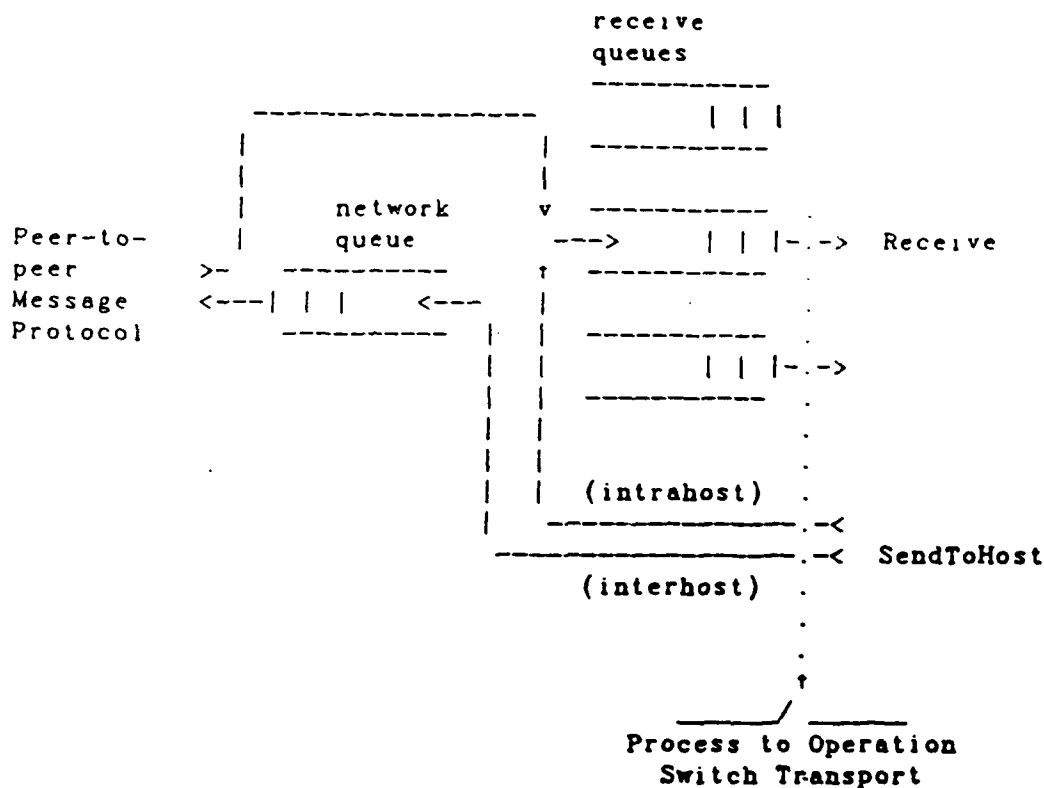 receive
queues
network
queue
Peer-to-
peer
Message
Protocol
Receive
(intrahost)
SendToHost
(interhost)
Process to Operation
Switch Transport